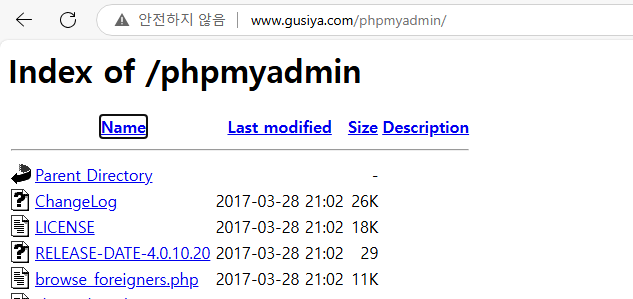 안전하지 않음 www.gusiya.com/phpmyadmin/
Index of /phpmyadmin
Name Last modified Size Description
Parent Directory -
ChangeLog 2017-03-28 21:02 26K
LICENSE 2017-03-28 21:02 18K
RELEASE-DATE-4.0.10.20 2017-03-28 21:02 29
browse_foreigners.php 2017-03-28 21:02 11K